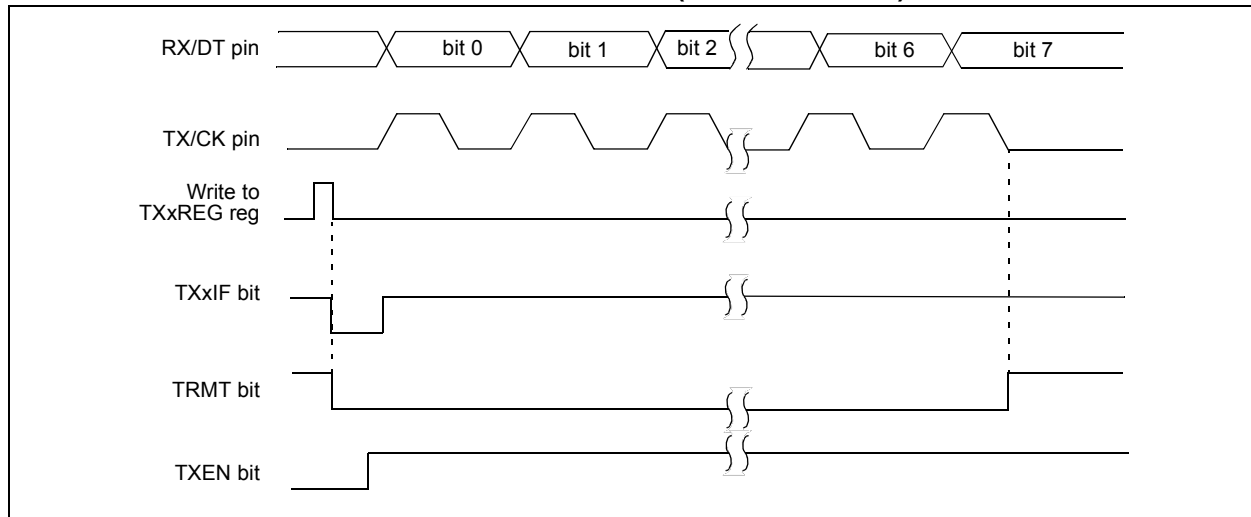 RX/DT pin
bit 0
bit 1
bit 2
bit 6
bit 7
TX/CK pin
Write to
TXxREG reg
TXxIF bit
TRMT bit
TXEN bit